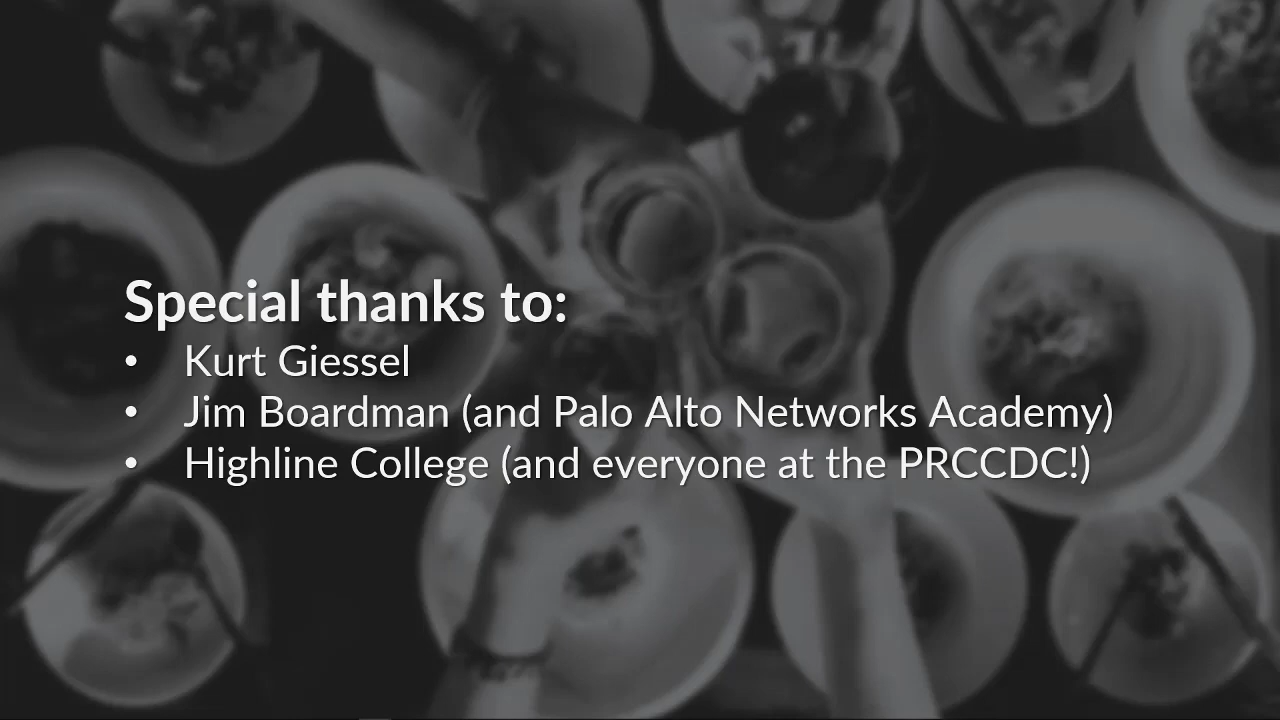 Special thanks to:
• Kurt Giessel
• Jim Boardman (and Palo Alto Networks Academy)
• Highline College (and everyone at the PRCCDC!)